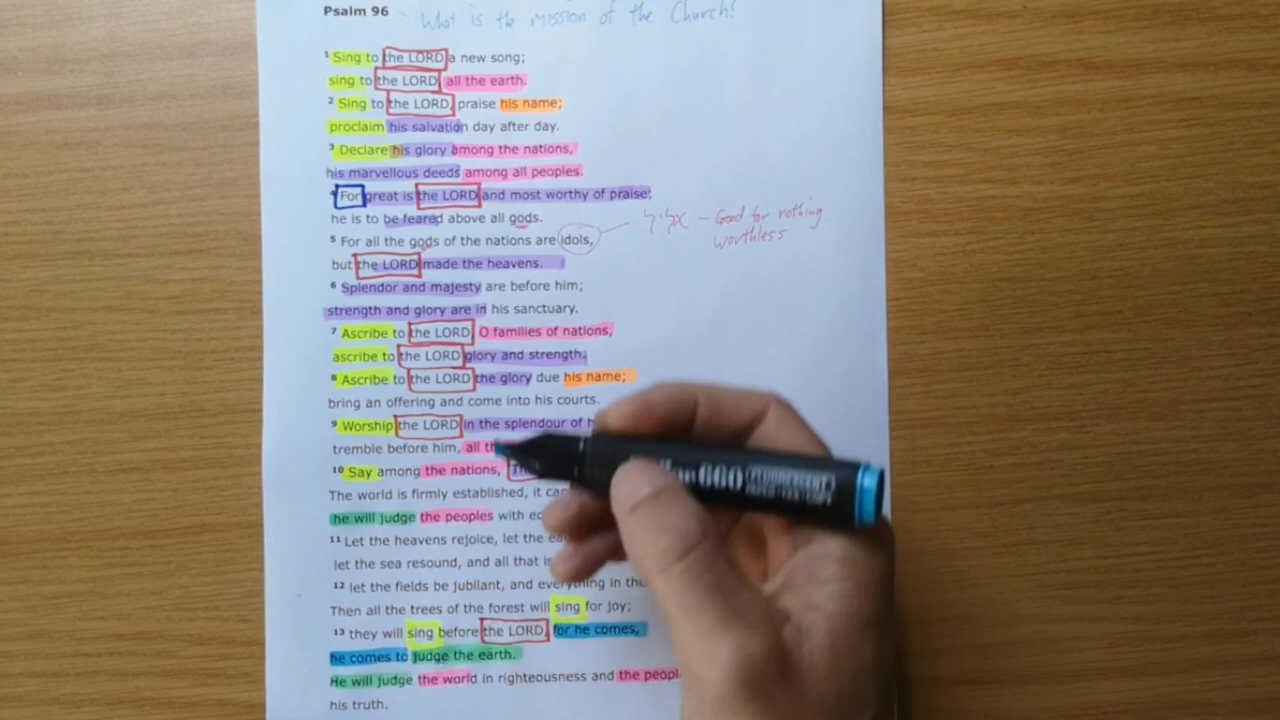 Psalm 96 - What is the mission of the Church?
1 Sing to the LORD a new song;
sing to the LORD, all the earth.
2 Sing to the LORD, praise his name;
proclaim his salvation day after day.
3 Declare his glory among the nations,
his marvellous deeds among all peoples.
4 For great is the LORD and most worthy of praise;
he is to be feared above all gods.
5 For all the gods of the nations are idols, - Good for nothing
worthless
but the LORD made the heavens.
6 Splendor and majesty are before him;
strength and glory are in his sanctuary.
7 Ascribe to the LORD, O families of nations,
ascribe to the LORD glory and strength.
8 Ascribe to the LORD the glory due his name;
bring an offering and come into his courts.
9 Worship the LORD in the splendour of
tremble before him, all
10 Say among the nations,
660
The world is firmly established, it
he will judge the peoples with
11 Let the heavens rejoice, let the
let the sea resound, and all that is
12 let the fields be jubilant, and everything in
Then all the trees of the forest will sing for joy;
13 they will sing before the LORD, for he comes,
he comes to judge the earth.
He will judge the world in righteousness and the
his truth.